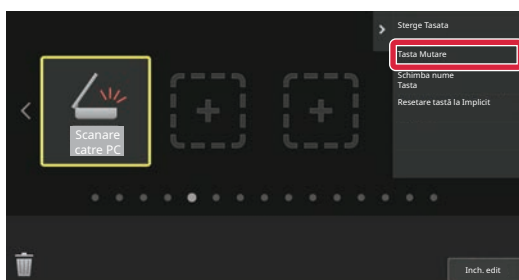 Sterge Tasata
Tasta Mutare
Schimba nume
Tasta
Resetare tastă la Implicit
Scanare
catre PC
Inch. edit